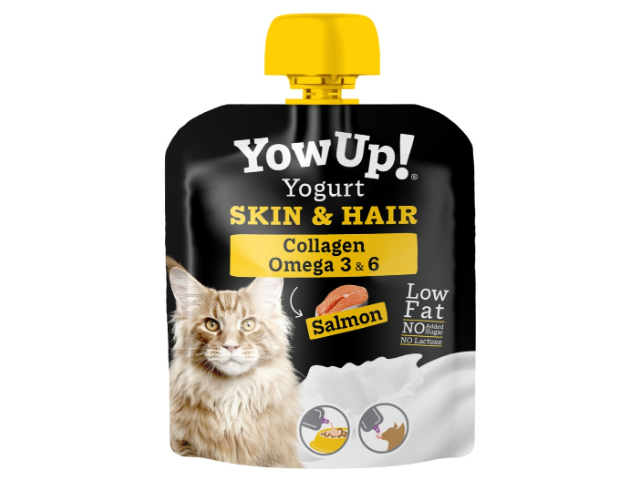 YowUp!®
Yogurt
SKIN & HAIR
Collagen
Omega 3 & 6
Salmon
Low
Fat
NO Added Sugar
NO Lactose